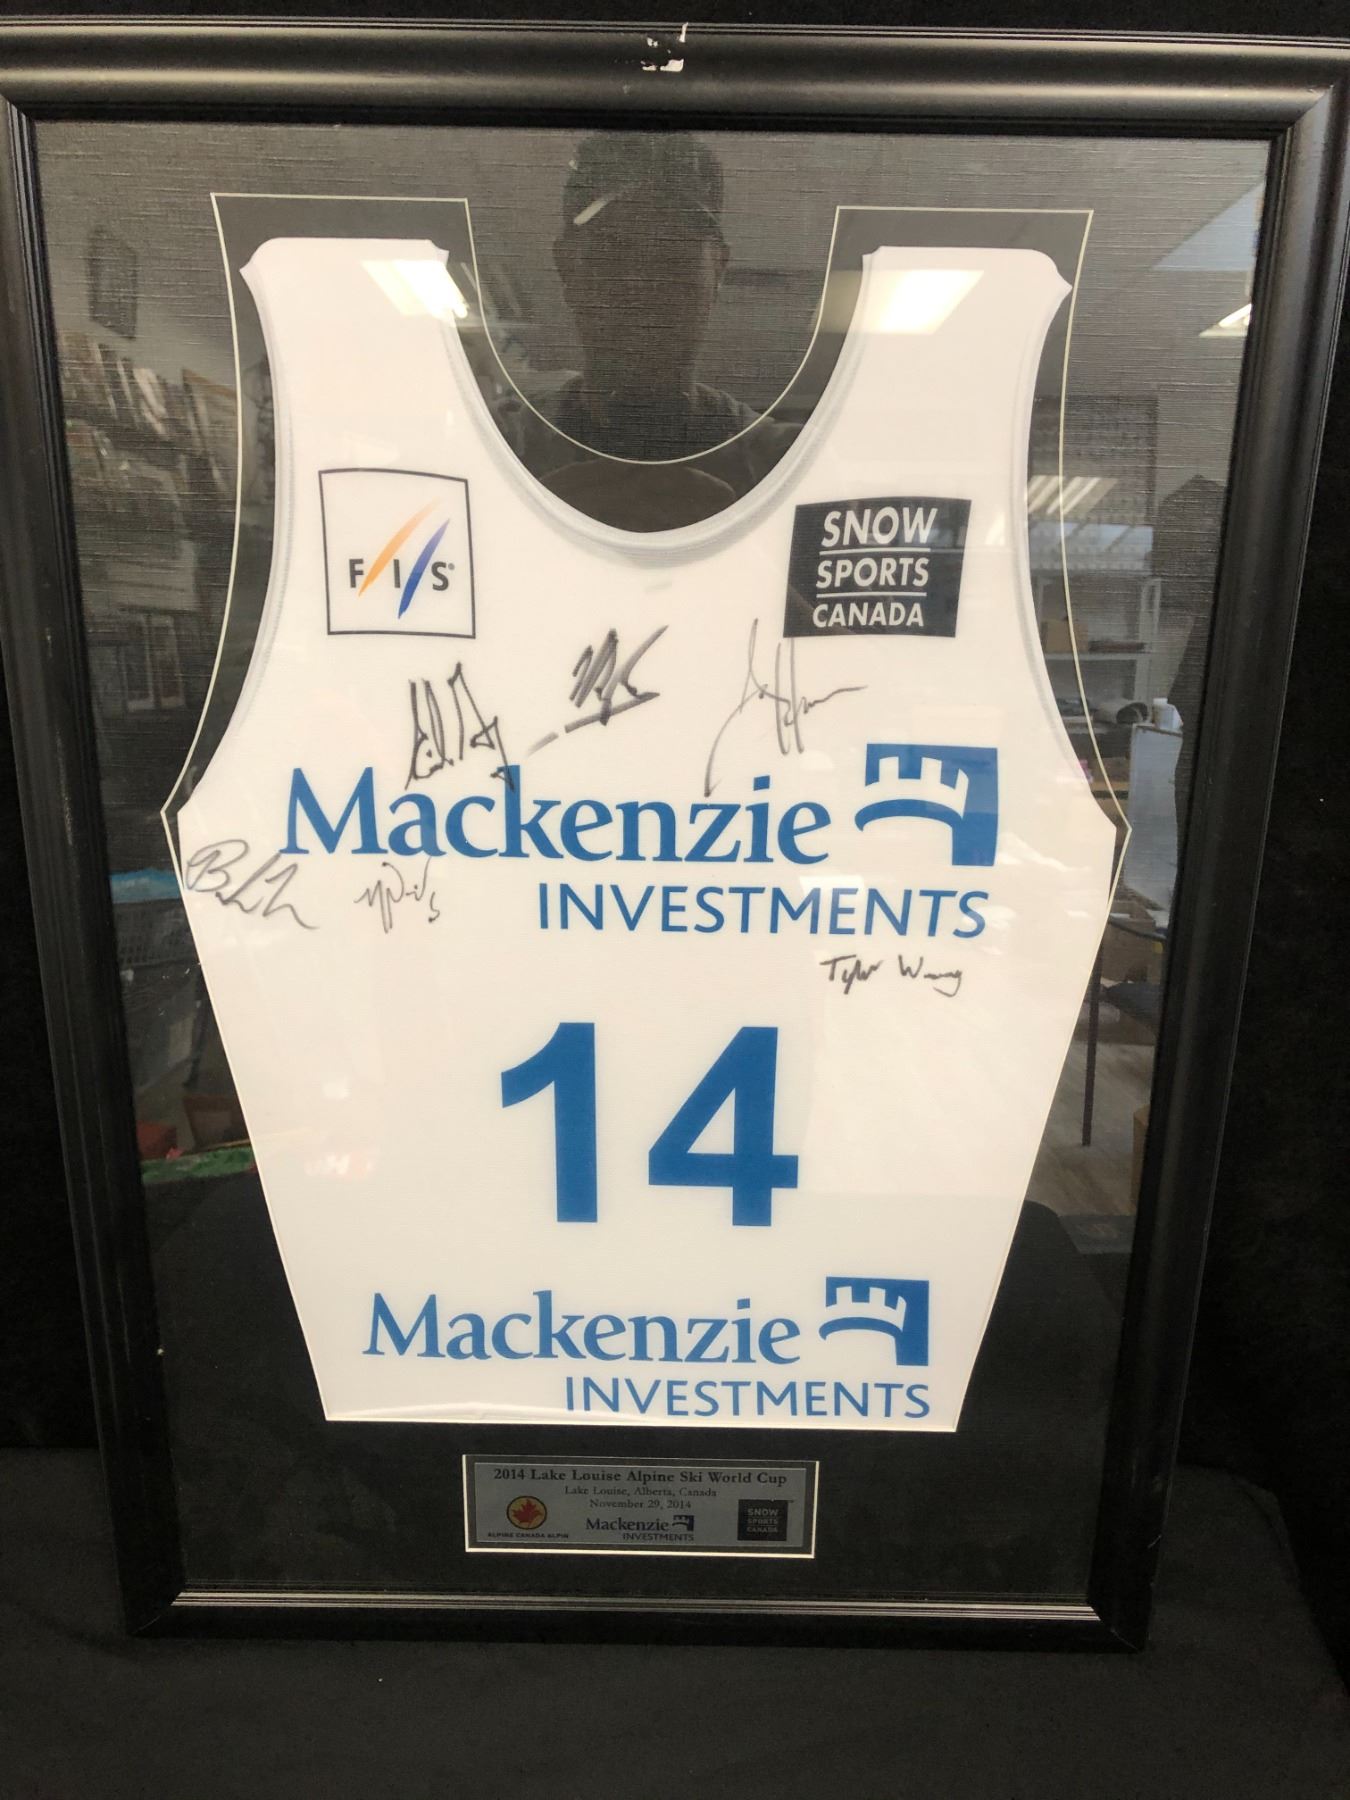 FIS
SNOW
SPORTS
CANADA
Mackenzie
INVESTMENTS
Tyler
14
Mackenzie
INVESTMENTS
2014 Lake Louise Alpine Ski World Cup
Lake Louise, Alberta, Canada
November 29, 2014
ALPINE CANADA ALPIN
Mackenzie
INVESTMENTS
SNOW
SPORTS
CANADA